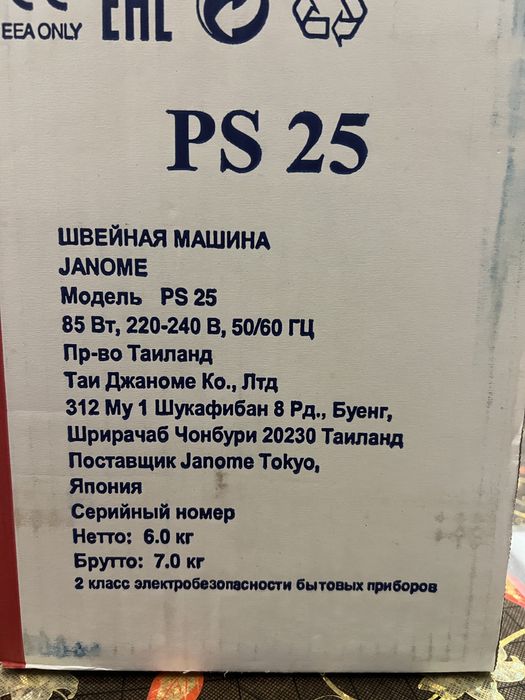 EEA ONLY EAC
PS 25
ШВЕЙНАЯ МАШИНА
JANOME
Модель PS 25
85 Вт, 220-240 В, 50/60 ГЦ
Пр-во Таиланд
Таи Джаноме Ко., Лтд
312 Му 1 Шукафибан 8 Рд., Буенг,
Шрирачаб Чонбури 20230 Таиланд
Поставщик Janome Tokyo,
Япония
Серийный номер
Нетто: 6.0 кг
Брутто: 7.0 кг
2 класс электробезопасности бытовых приборов